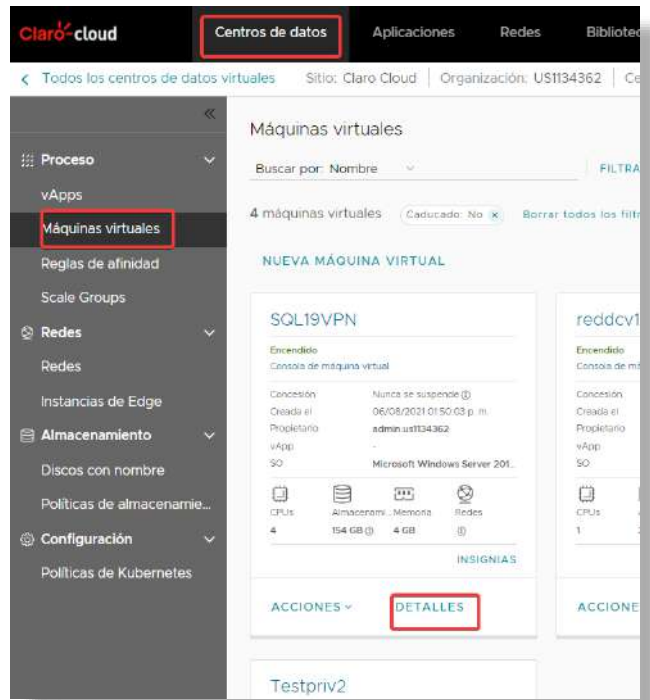 Claro-cloud Centros de datos Aplicaciones Redes Bibliotec
Todos los centros de datos virtuales Sitio: Claro Cloud Organización: US1134362 Ce
Proceso
vApps
Máquinas virtuales
Reglas de afinidad
Scale Groups
Redes
Redes
Instancias de Edge
Almacenamiento
Discos con nombre
Políticas de almacenamie...
Configuración
Políticas de Kubernetes
Máquinas virtuales
Buscar por: Nombre FILTRA
4 máquinas virtuales Caducado: No x Borrar todos los filtr
NUEVA MÁQUINA VIRTUAL
SQL19VPN
Encendido
Consola de máquina virtual
Concesión Nunca se suspende
Creada el 06/08/2021 01:50:03 p. m.
Propietario admin.us1134362
vApp -
SO Microsoft Windows Server 201...
CPUs Almacenami... Memoria Redes
4 154 GB 4 GB
INSIGNIAS
ACCIONES DETALLES
reddcv1
Encendido
Consola de má
Concesión
Creada el
Propietario
vApp
SO
CPUs
1
ACCIONE
Testpriv2